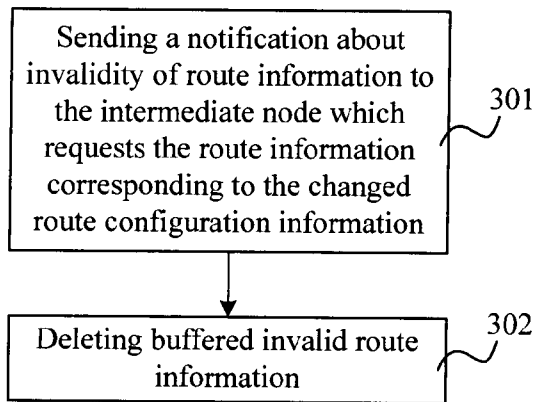 Sending a notification about
invalidity of route information to
the intermediate node which
requests the route information
corresponding to the changed
route configuration information
301
Deleting buffered invalid route
information
302